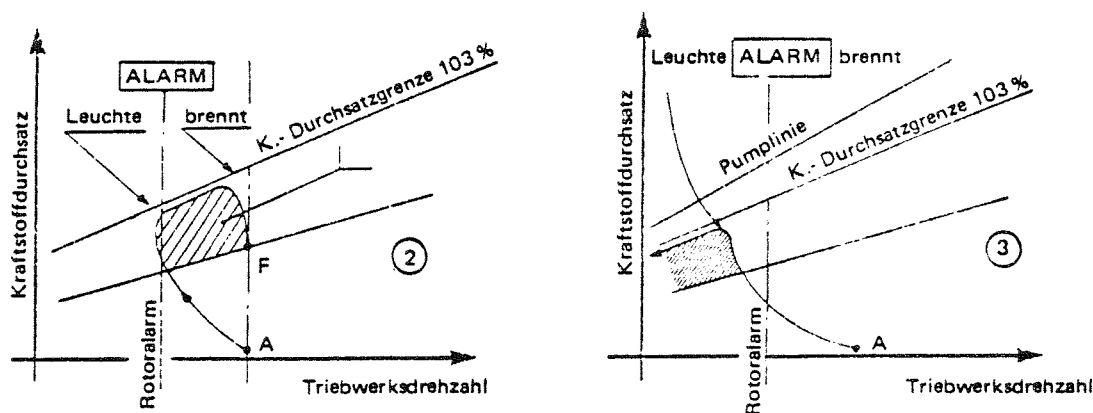 Kraftstoffdurchsatz
ALARM
Leuchte brennt
K.- Durchsatzgrenze 103 %
2
F
A
Rotoralarm
Triebwerksdrehzahl
Kraftstoffdurchsatz
Leuchte ALARM brennt
Pumplinie
K.- Durchsatzgrenze 103 %
3
A
Rotoralarm
Triebwerksdrehzahl